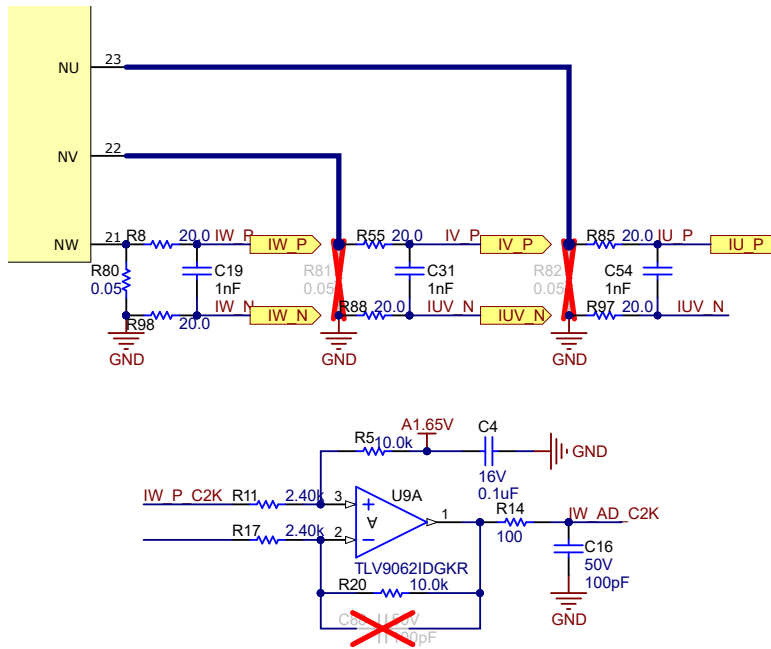 23
NU
22
NV
21
NW
R8
20.0
IW_P
IW_P
R55
20.0
IV_P
IV_P
R85
20.0
IU_P
IU_P
R80
0.05
C19
1nF
R81
0.05
C31
1nF
R82
0.05
C54
1nF
R98
20.0
IW_N
IW_N
R88
20.0
IUV_N
IUV_N
R97
20.0
IUV_N
GND
GND
GND
A1.65V
C4
R5
10.0k
GND
16V
0.1uF
IW_P_C2K
R11
2.40k
3
U9A
+
A
1
R14
IW_AD_C2K
R17
2.40k
2
−
100
C16
50V
100pF
TLV9062IDGKR
R20
10.0k
GND